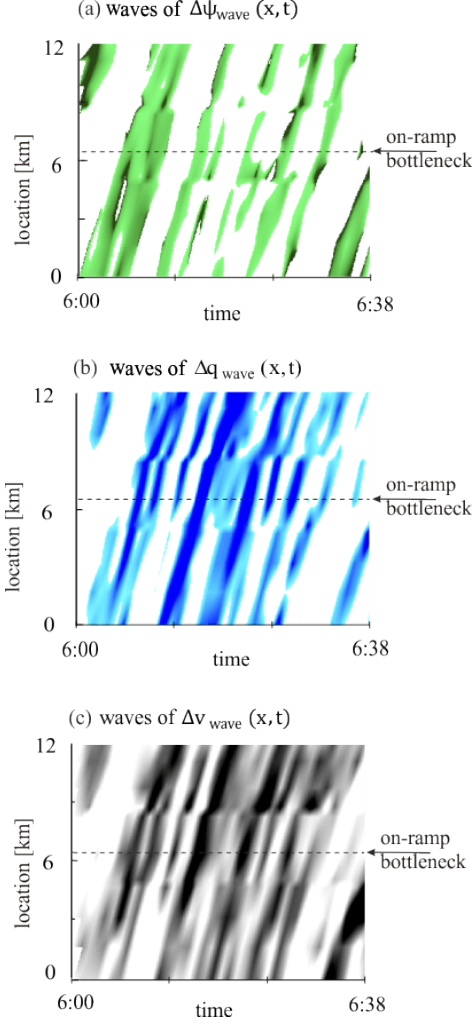 (a) waves of Δψwave (x,t)
12
6
0
location [km]
on-ramp
bottleneck
6:00
6:38
time
(b) waves of Δq wave (x,t)
12
6
0
location [km]
on-ramp
bottleneck
6:00
6:38
time
(c) waves of Δv wave (x,t)
12
6
0
location [km]
on-ramp
bottleneck
6:00
6:38
time